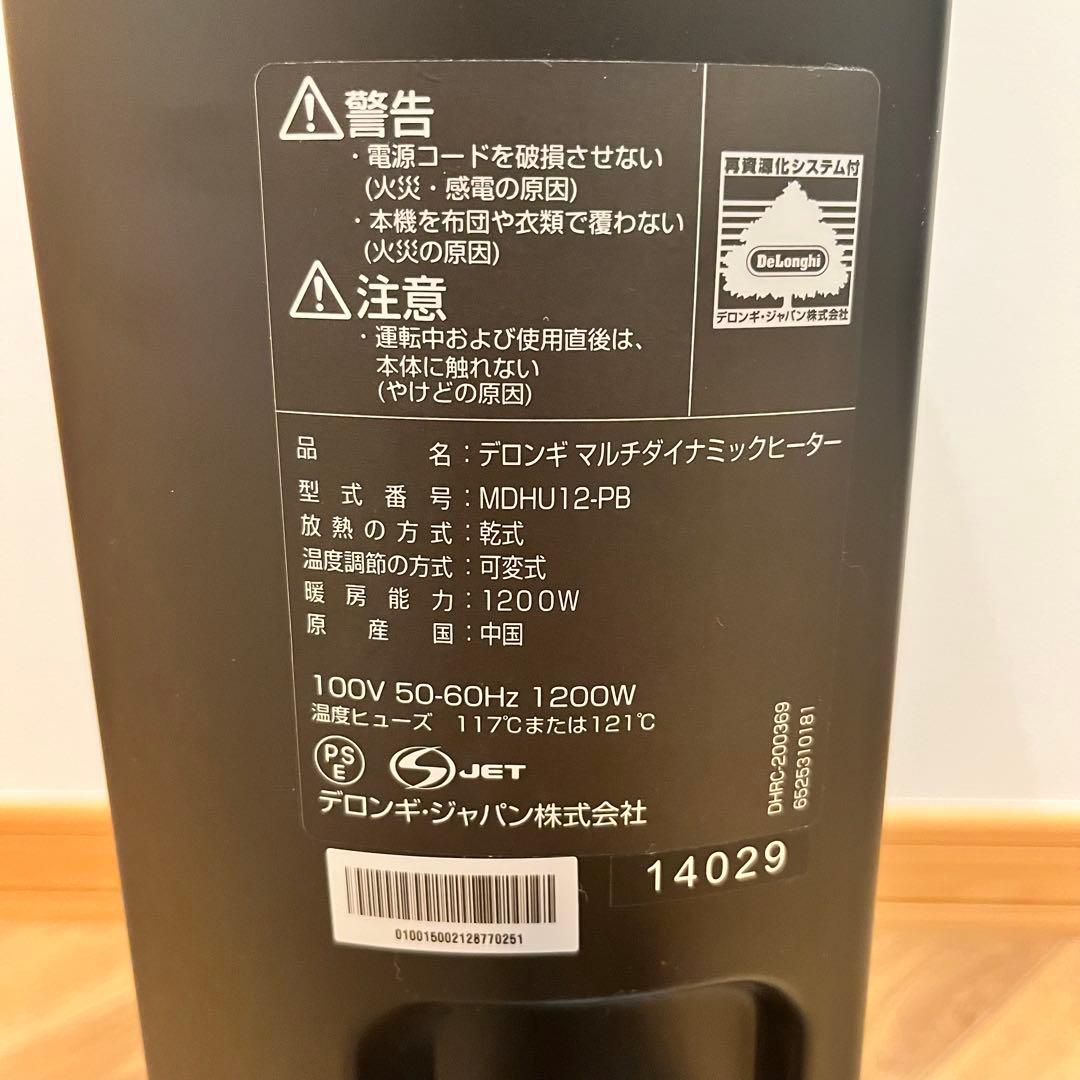 警告
・電源コードを破損させない
(火災・感電の原因)
・本機を布団や衣類で覆わない
(火災の原因)
注意
・運転中および使用直後は、
本体に触れない
(やけどの原因)
再資源化システム付
DeLonghi
デロンギ・ジャパン株式会社
品名：デロンギ マルチダイナミックヒーター
型式番号：MDHU12-PB
放熱の方式：乾式
温度調節の方式：可変式
暖房能力：1200W
原産国：中国
100V 50-60Hz 1200W
温度ヒューズ 117℃または121℃
PSE
JET
デロンギ・ジャパン株式会社
DHRC-200369
6525310181
14029
010015002128770251